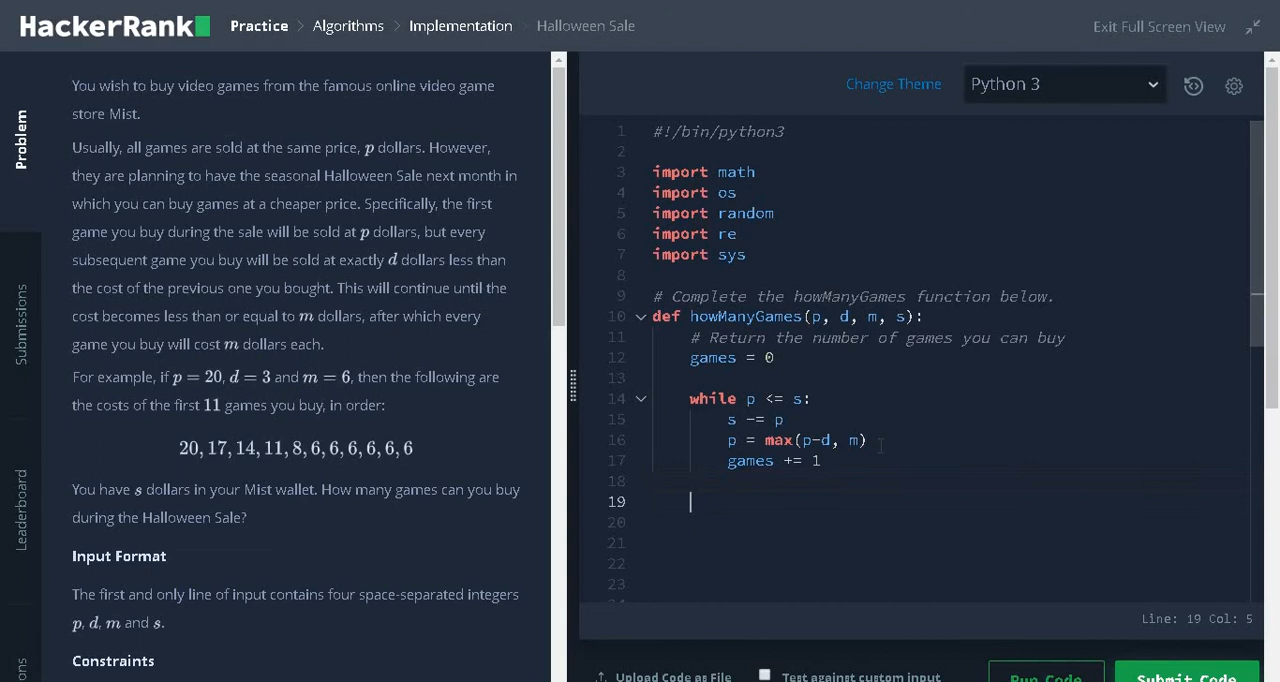 HackerRank Practice > Algorithms > Implementation > Halloween Sale Exit Full Screen View
Problem
Submissions
Leaderboard
You wish to buy video games from the famous online video game
store Mist.
Usually, all games are sold at the same price, p dollars. However,
they are planning to have the seasonal Halloween Sale next month in
which you can buy games at a cheaper price. Specifically, the first
game you buy during the sale will be sold at p dollars, but every
subsequent game you buy will be sold at exactly d dollars less than
the cost of the previous one you bought. This will continue until the
cost becomes less than or equal to m dollars, after which every
game you buy will cost m dollars each.
For example, if p = 20, d = 3 and m = 6, then the following are
the costs of the first 11 games you buy, in order:
20, 17, 14, 11, 8, 6, 6, 6, 6, 6, 6
You have s dollars in your Mist wallet. How many games can you buy
during the Halloween Sale?
Input Format
The first and only line of input contains four space-separated integers
p, d, m and s.
Constraints
Change Theme Python 3
1 #!/bin/python3
2
3 import math
4 import os
5 import random
6 import re
7 import sys
8
9 # Complete the howManyGames function below.
10 def howManyGames(p, d, m, s):
11 # Return the number of games you can buy
12 games = 0
13
14 while p <= s:
15 s -= p
16 p = max(p-d, m)
17 games += 1
18
19
20
21
22
23
Line: 19 Col: 5
Upload Code as File Test against custom input Run Code Submit Code